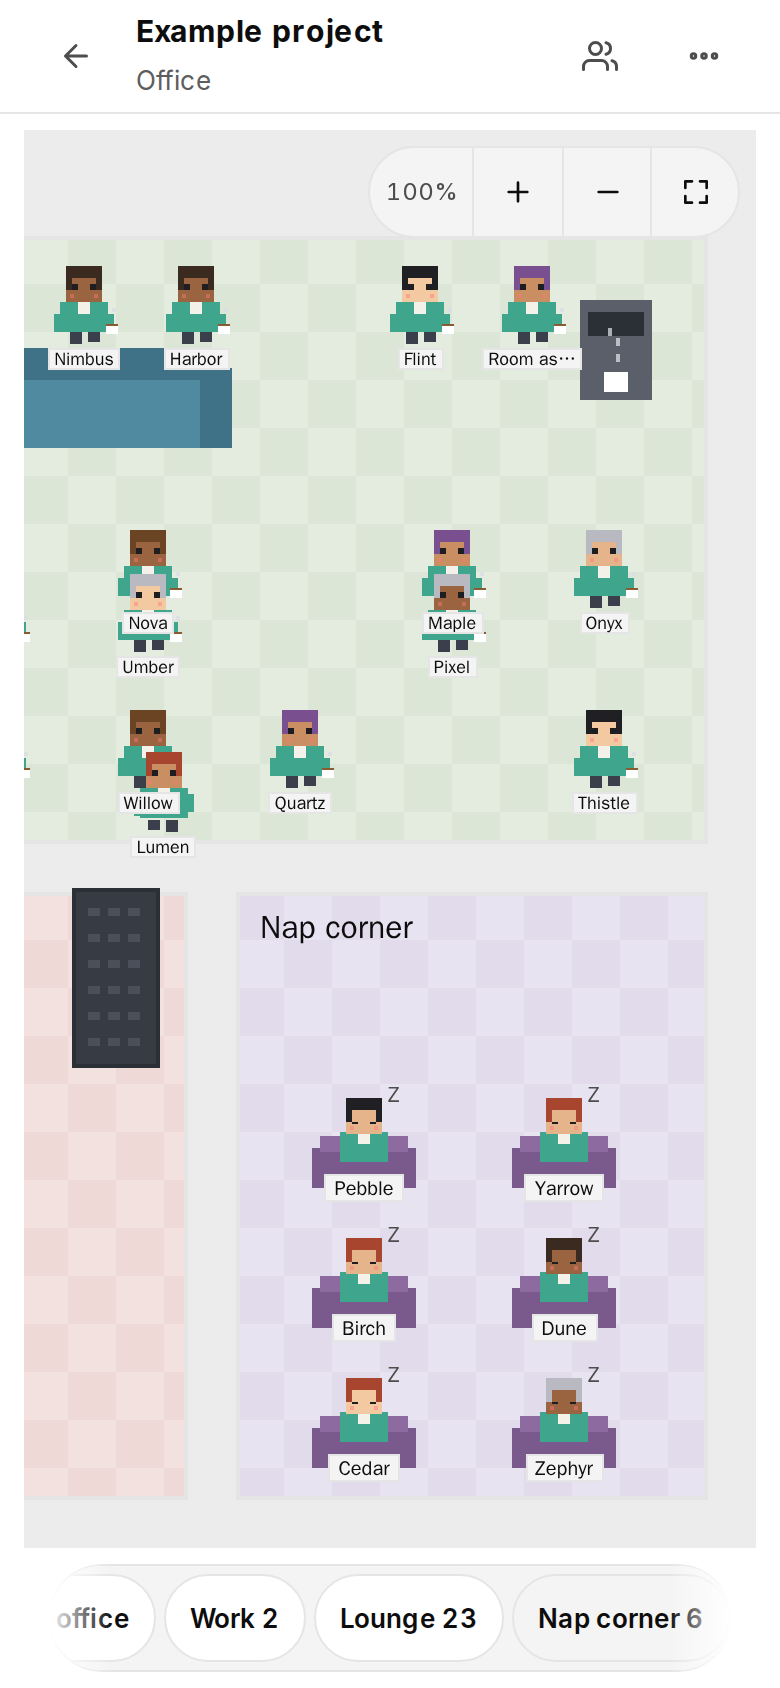 Example project
Office
100%
Nimbus
Harbor
Flint
Room as···
Nova
Maple
Onyx
Umber
Pixel
Willow
Quartz
Thistle
Lumen
Nap corner
Z
Z
Pebble
Yarrow
Z
Z
Birch
Dune
Z
Z
Cedar
Zephyr
office
Work 2
Lounge 23
Nap corner 6